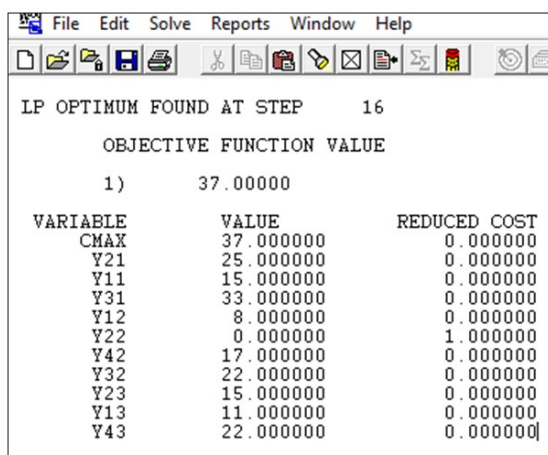 File Edit Solve Reports Window Help
LP OPTIMUM FOUND AT STEP 16
OBJECTIVE FUNCTION VALUE
1) 37.00000
VARIABLE VALUE REDUCED COST
CMAX 37.000000 0.000000
Y21 25.000000 0.000000
Y11 15.000000 0.000000
Y31 33.000000 0.000000
Y12 8.000000 0.000000
Y22 0.000000 1.000000
Y42 17.000000 0.000000
Y32 22.000000 0.000000
Y23 15.000000 0.000000
Y13 11.000000 0.000000
Y43 22.000000 0.000000